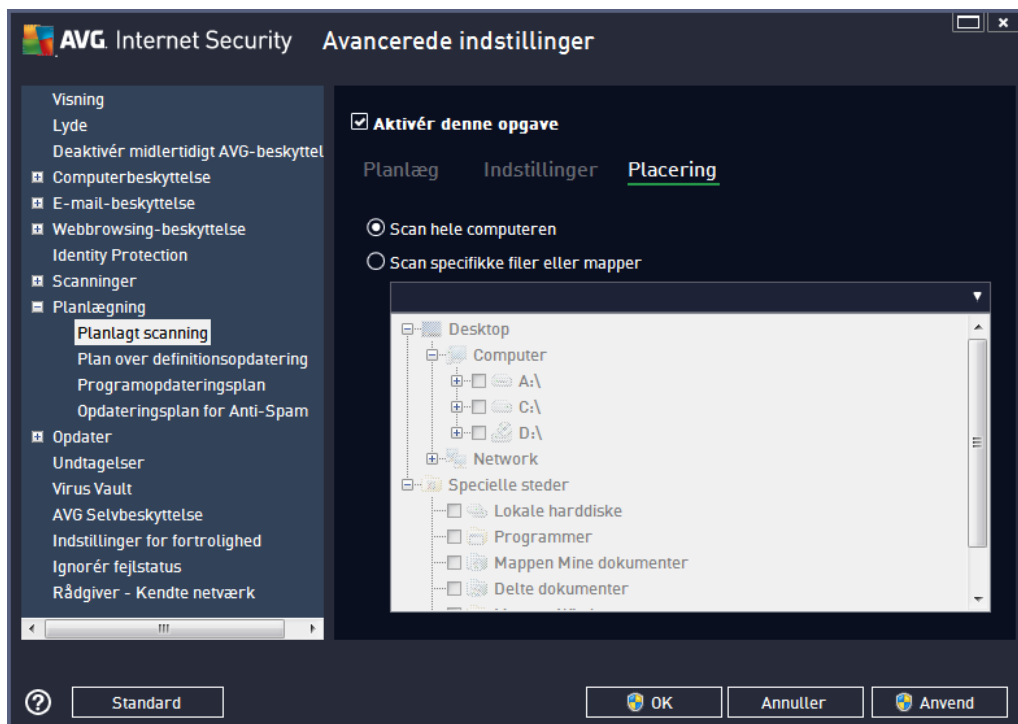 AVG. Internet Security Avancerede indstillinger
Visning
Lyde
Deaktivér midlertidigt AVG-beskyttel
Computerbeskyttelse
E-mail-beskyttelse
Webbrowsing-beskyttelse
Identity Protection
Scanninger
Planlægning
Planlagt scanning
Plan over definitionsopdatering
Programopdateringsplan
Opdateringsplan for Anti-Spam
Opdater
Undtagelser
Virus Vault
AVG Selvbeskyttelse
Indstillinger for fortrolighed
Ignorér fejlstatus
Rådgiver - Kendte netværk
Aktivér denne opgave
Planlæg Indstillinger Placering
Scan hele computeren
Scan specifikke filer eller mapper
Desktop
Computer
A:\
C:\
D:\
Network
Specielle steder
Lokale harddiske
Programmer
Mappen Mine dokumenter
Delte dokumenter
Standard OK Annuller Anvend